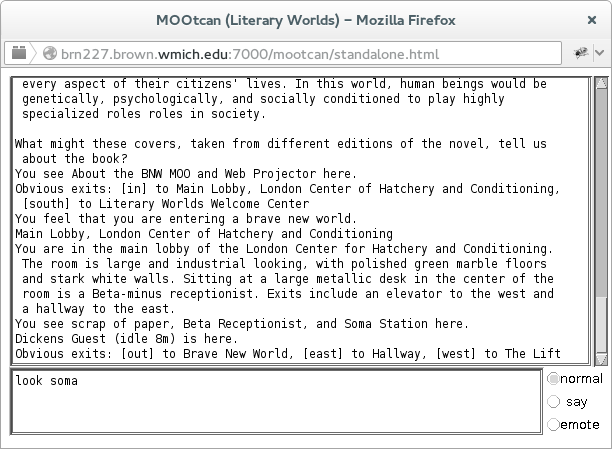 MOOtcan (Literary Worlds) – Mozilla Firefox
brn227.brown.wmich.edu:7000/mootcan/standalone.html
every aspect of their citizens' lives. In this world, human beings would be
genetically, psychologically, and socially conditioned to play highly
specialized roles roles in society.
What might these covers, taken from different editions of the novel, tell us
about the book?
You see About the BNW MOO and Web Projector here.
Obvious exits: [in] to Main Lobby, London Center of Hatchery and Conditioning,
[south] to Literary Worlds Welcome Center
You feel that you are entering a brave new world.
Main Lobby, London Center of Hatchery and Conditioning
You are in the main lobby of the London Center for Hatchery and Conditioning.
The room is large and industrial looking, with polished green marble floors
and stark white walls. Sitting at a large metallic desk in the center of the
room is a Beta-minus receptionist. Exits include an elevator to the west and
a hallway to the east.
You see scrap of paper, Beta Receptionist, and Soma Station here.
Dickens Guest (idle 8m) is here.
Obvious exits: [out] to Brave New World, [east] to Hallway, [west] to The Lift
look soma
normal
say
emote